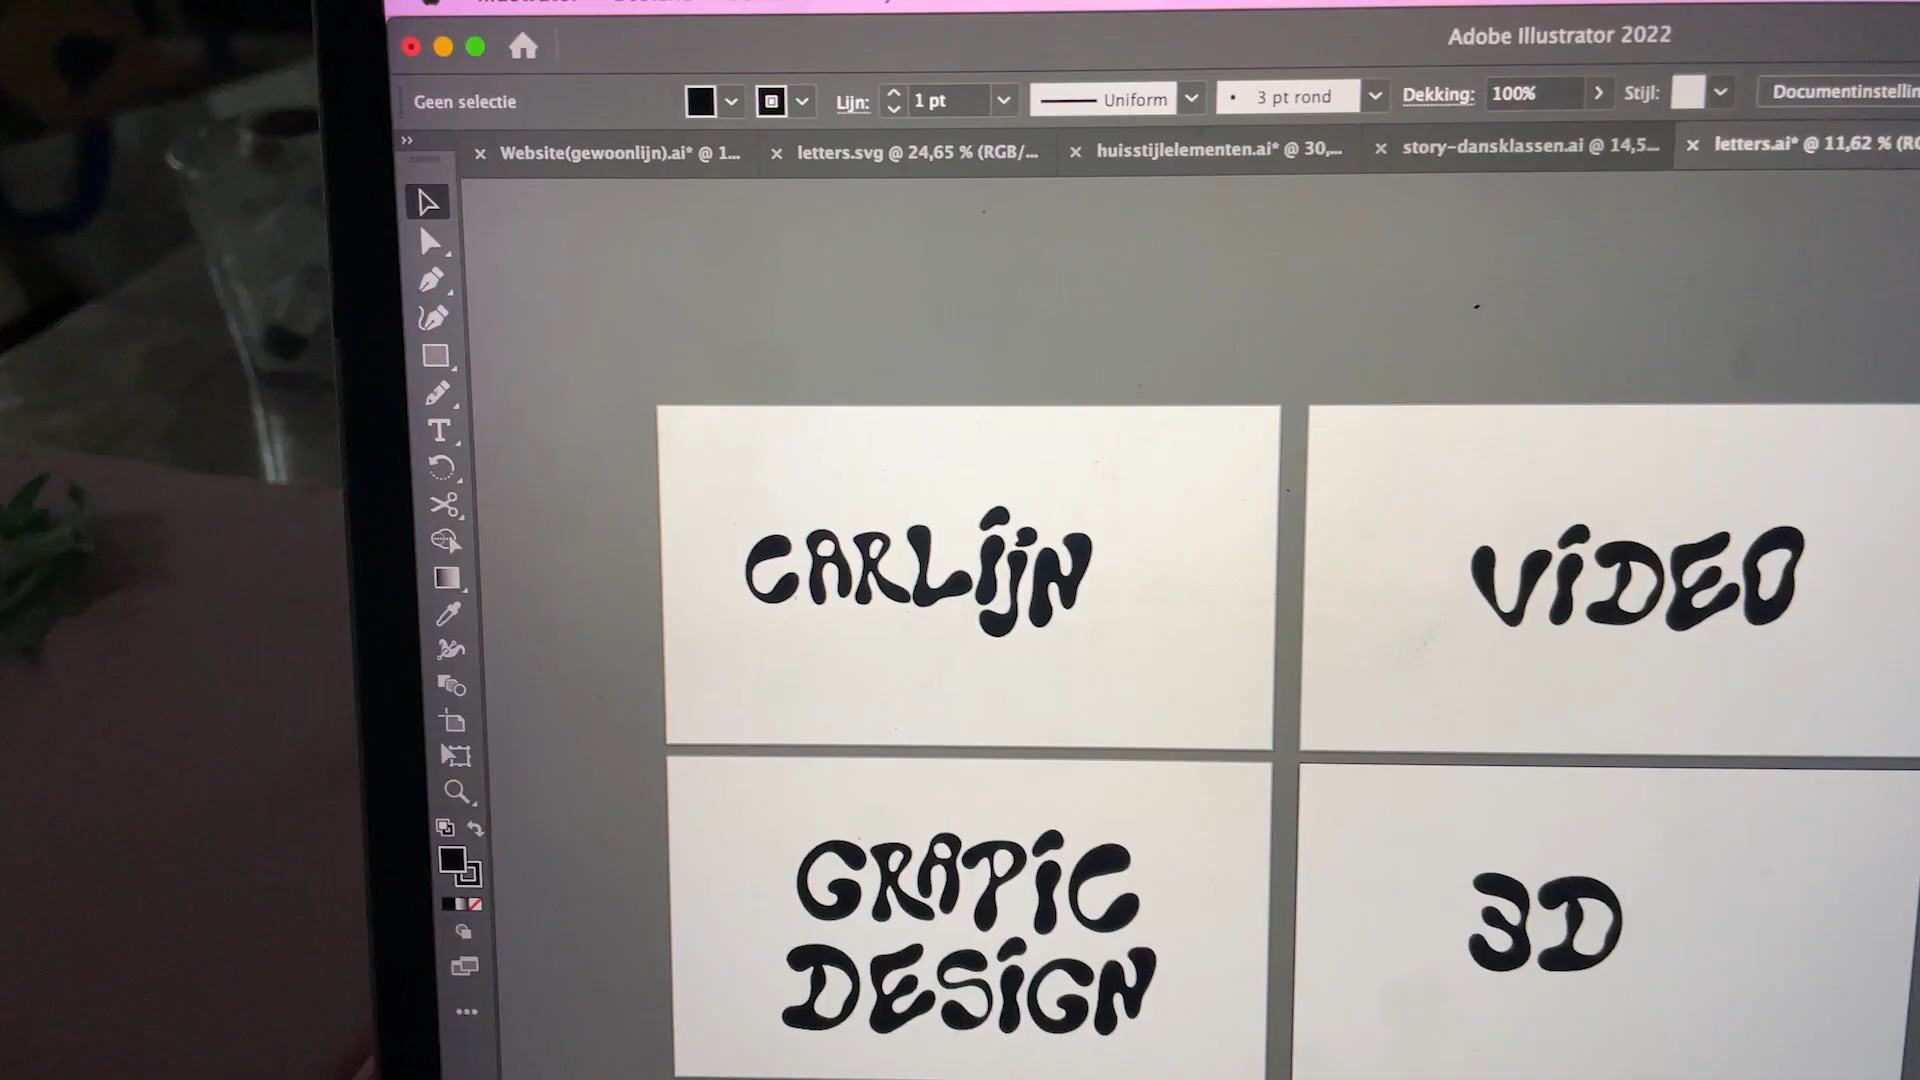 Adobe Illustrator 2022
Geen selectie
Lijn:
1 pt
Uniform
3 pt rond
Dekking:
100%
Stijl:
Website(gewoonlijn).ai* @ 1...
letters.svg @ 24,65 % (RGB/...
huisstijlelementen.ai* @ 30,...
story-dansklassen.ai @ 14,5...
letters.ai* @ 11,62 %
CARLIJN
VIDEO
GRAPIC
DESIGN
3D